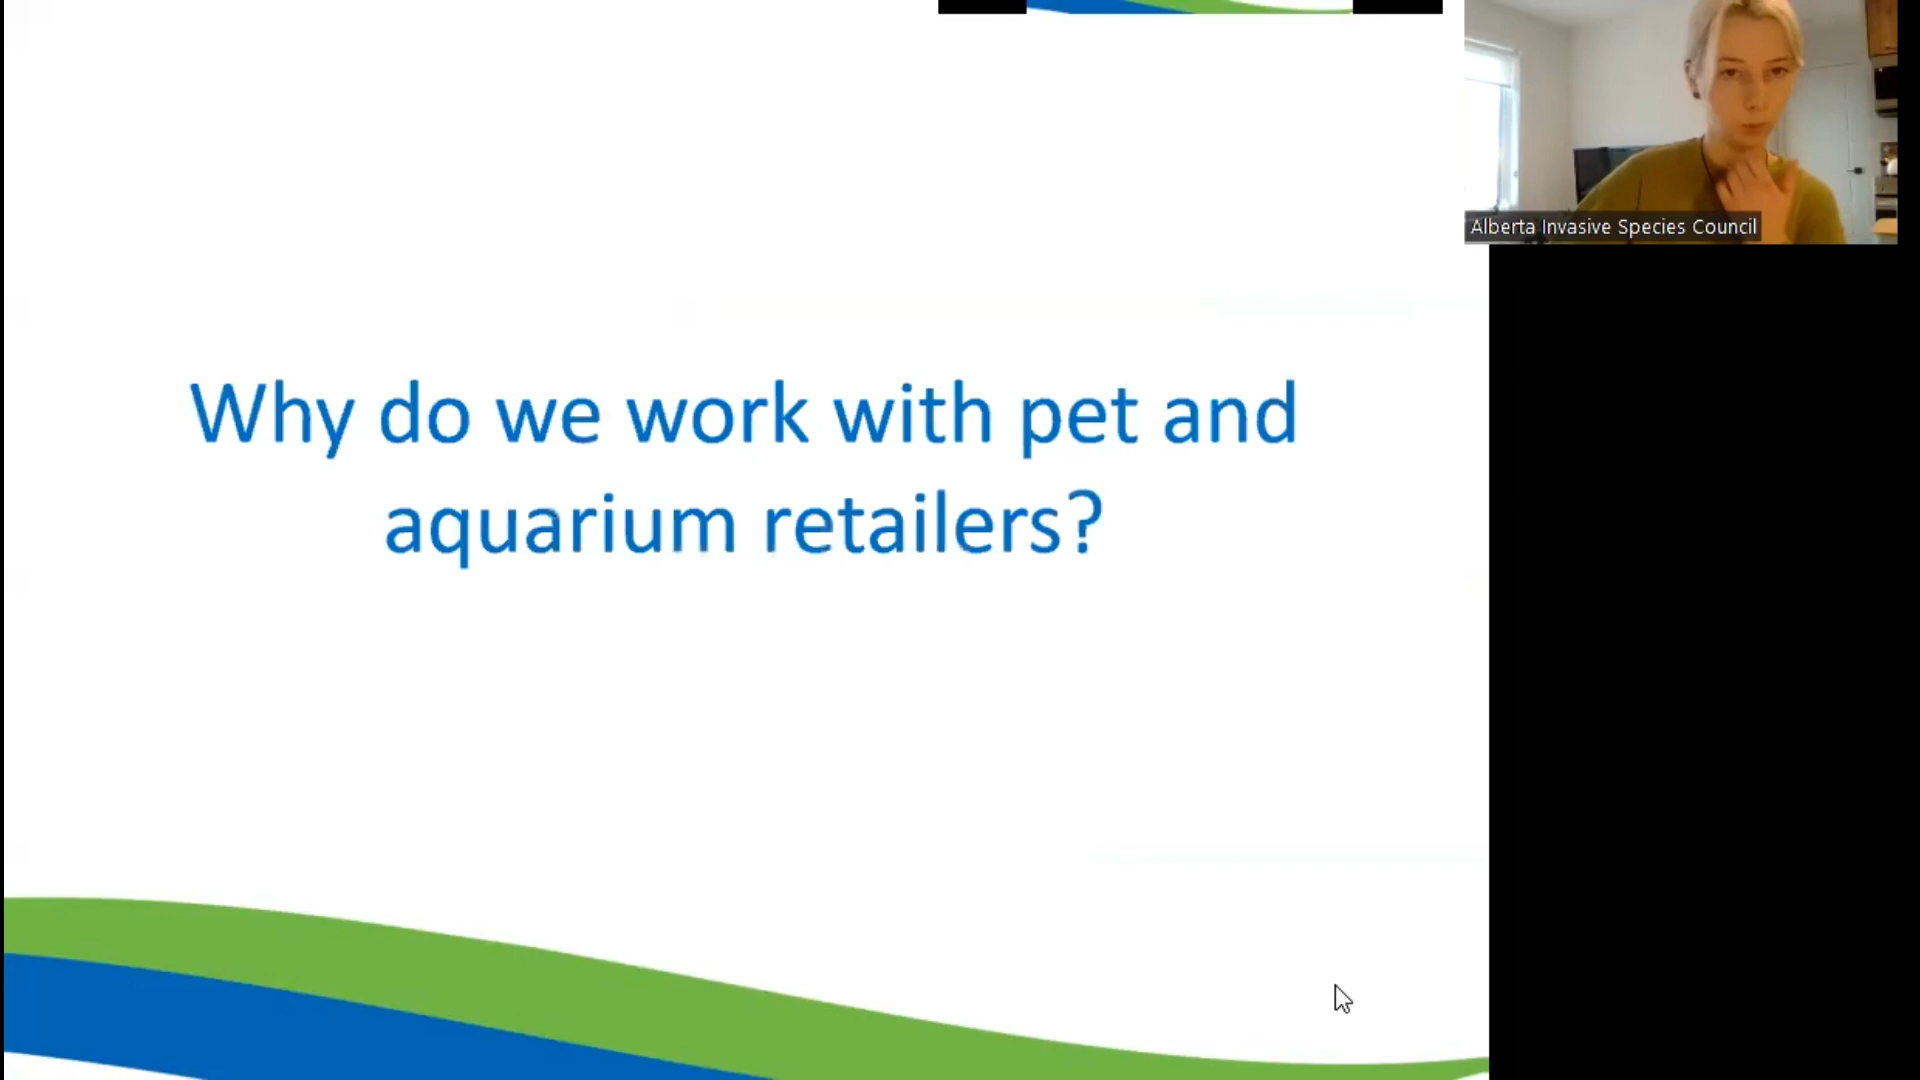 Why do we work with pet and
aquarium retailers?
Alberta Invasive Species Council